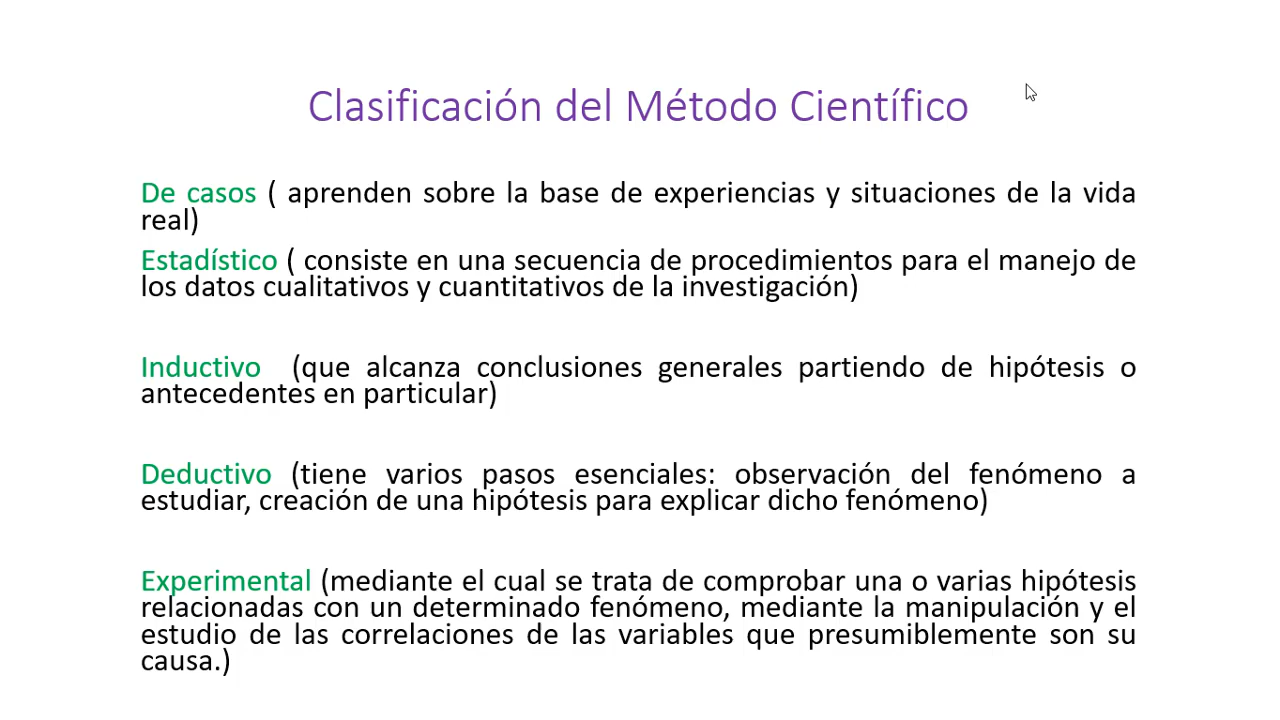 Clasificación del Método Científico
De casos ( aprenden sobre la base de experiencias y situaciones de la vida
real)
Estadístico ( consiste en una secuencia de procedimientos para el manejo de
los datos cualitativos y cuantitativos de la investigación)
Inductivo (que alcanza conclusiones generales partiendo de hipótesis o
antecedentes en particular)
Deductivo (tiene varios pasos esenciales: observación del fenómeno a
estudiar, creación de una hipótesis para explicar dicho fenómeno)
Experimental (mediante el cual se trata de comprobar una o varias hipótesis
relacionadas con un determinado fenómeno, mediante la manipulación y el
estudio de las correlaciones de las variables que presumiblemente son su
causa.)